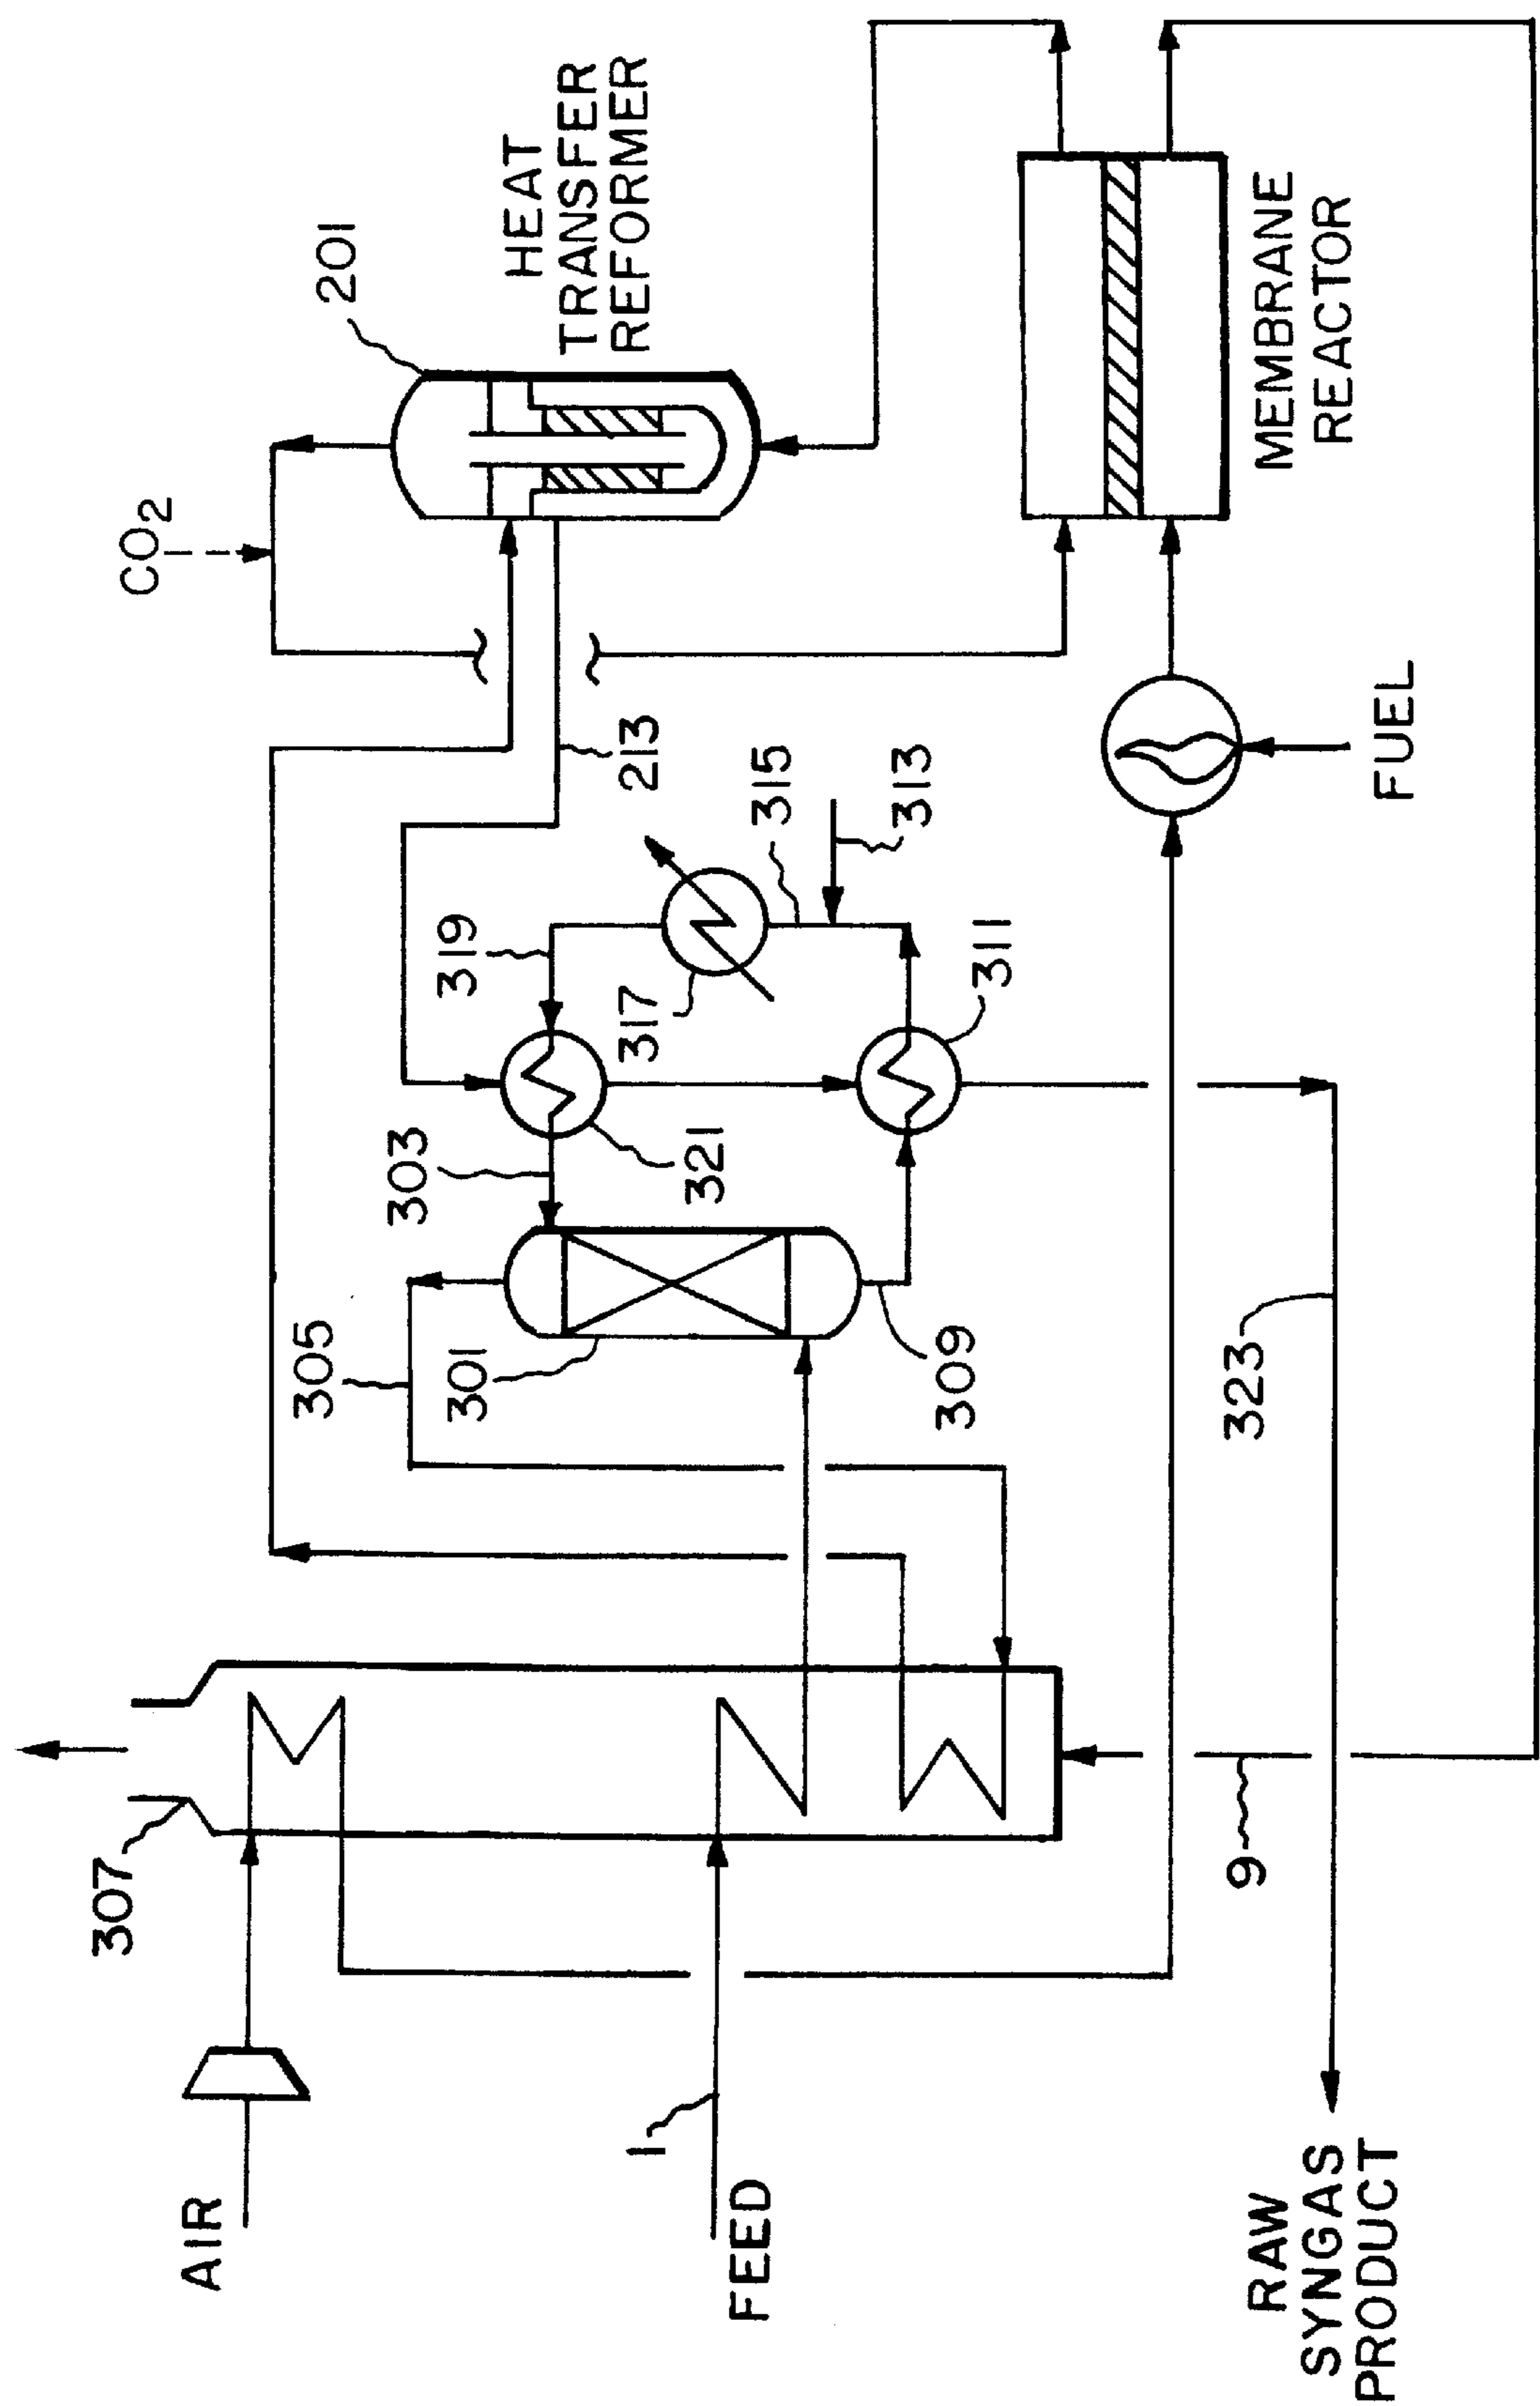 AIR
307
FEED
1
RAW
SYNGAS
PRODUCT
9
323
305
301
303
309
321
311
319
317
315
313
213
FUEL
CO2
201
HEAT
TRANSFER
REFORMER
MEMBRANE
REACTOR